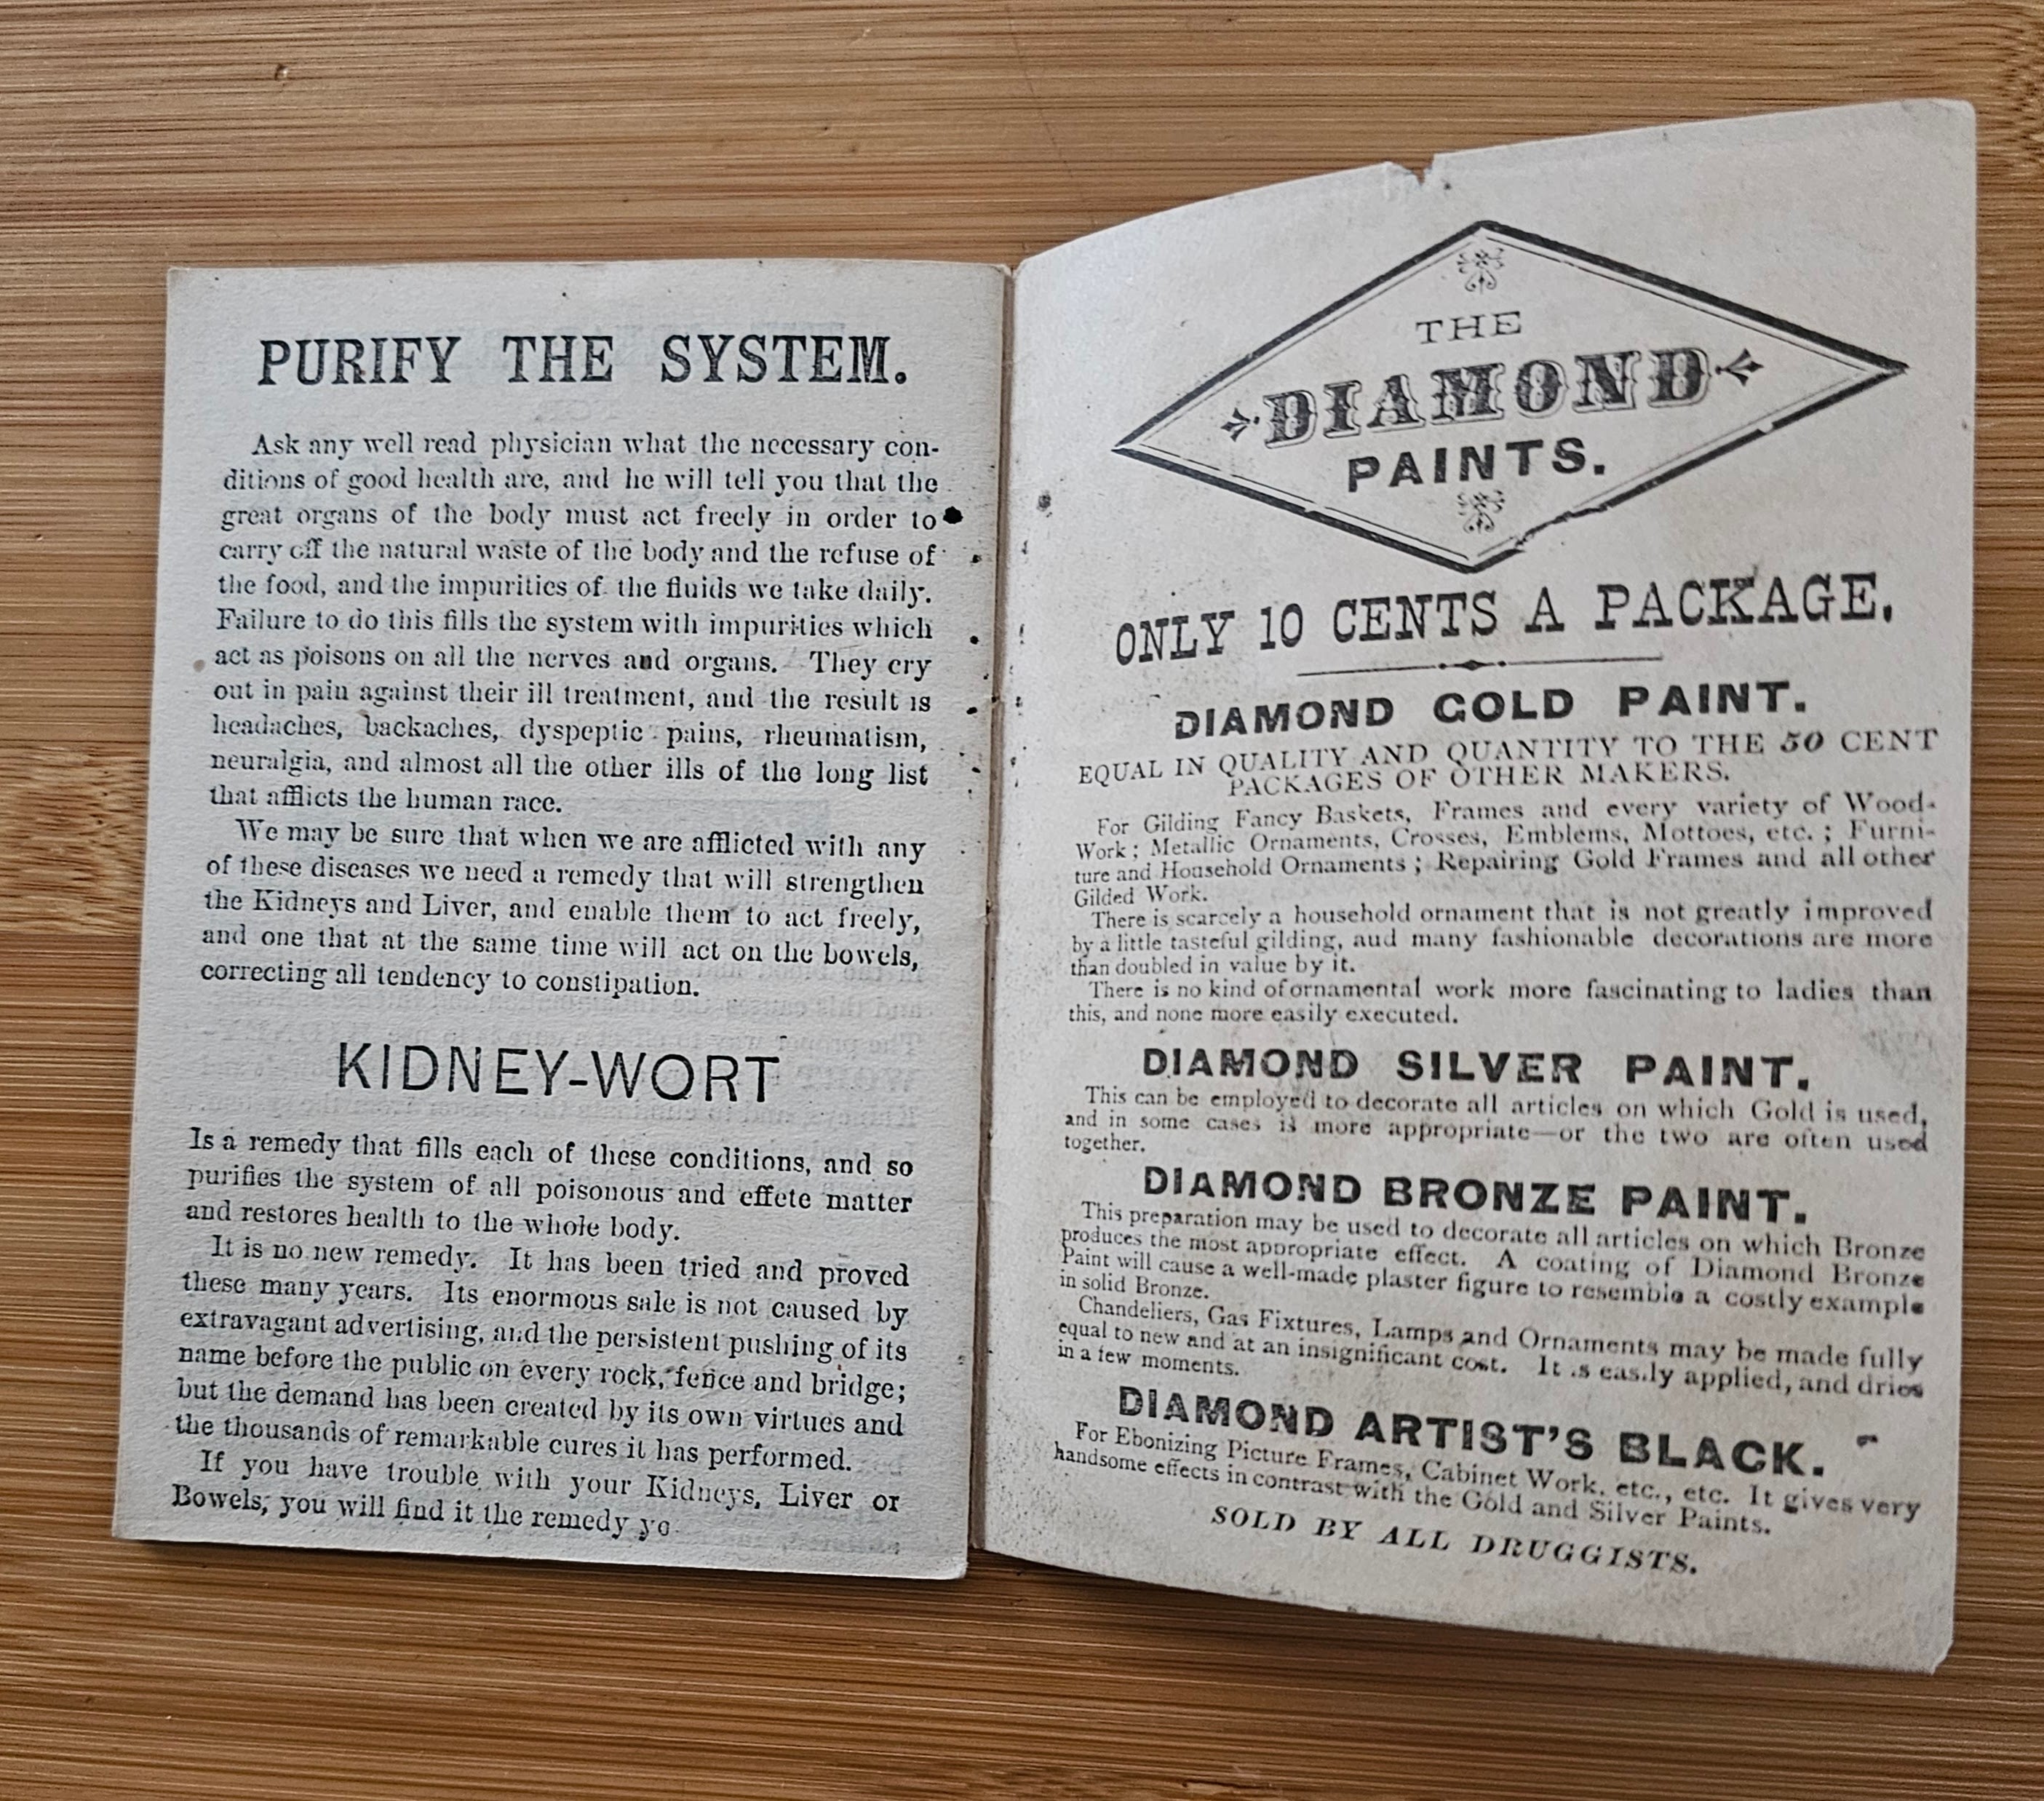 PURIFY THE SYSTEM.
Ask any well read physician what the necessary con-
ditions of good health are, and he will tell you that the
great organs of the body must act freely in order to
carry off the natural waste of the body and the refuse of
the food, and the impurities of the fluids we take daily.
Failure to do this fills the system with impurities which
act as poisons on all the nerves and organs. They cry
out in pain against their ill treatment, and the result is
headaches, backaches, dyspeptic pains, rheumatism,
neuralgia, and almost all the other ills of the long list
that afflicts the human race.
We may be sure that when we are afflicted with any
of these diseases we need a remedy that will strengthen
the Kidneys and Liver, and enable them to act freely,
and one that at the same time will act on the bowels,
correcting all tendency to constipation.
KIDNEY-WORT
Is a remedy that fills each of these conditions, and so
purifies the system of all poisonous and effete matter
and restores health to the whole body.
It is no new remedy. It has been tried and proved
these many years. Its enormous sale is not caused by
extravagant advertising, and the persistent pushing of its
name before the public on every rock, fence and bridge;
but the demand has been created by its own virtues and
the thousands of remarkable cures it has performed.
If you have trouble with your Kidneys, Liver or
Bowels, you will find it the remedy yo
THE
DIAMOND
PAINTS.
ONLY 10 CENTS A PACKAGE.
DIAMOND GOLD PAINT.
EQUAL IN QUALITY AND QUANTITY TO THE 50 CENT
PACKAGES OF OTHER MAKERS.
For Gilding Fancy Baskets, Frames and every variety of Wood-
Work; Metallic Ornaments, Crosses, Emblems, Mottoes, etc.; Furni-
ture and Household Ornaments; Repairing Gold Frames and all other
Gilded Work.
There is scarcely a household ornament that is not greatly improved
by a little tasteful gilding, aud many fashionable decorations are more
than doubled in value by it.
There is no kind of ornamental work more fascinating to ladies than
this, and none more easily executed.
DIAMOND SILVER PAINT.
This can be employed to decorate all articles on which Gold is used,
and in some cases is more appropriate—or the two are often used
together.
DIAMOND BRONZE PAINT.
This preparation may be used to decorate all articles on which Bronze
produces the most appropriate effect. A coating of Diamond Bronze
Paint will cause a well-made plaster figure to resemble a costly example
in solid Bronze.
Chandeliers, Gas Fixtures, Lamps and Ornaments may be made fully
equal to new and at an insignificant cost. It is easily applied, and dries
in a few moments.
DIAMOND ARTIST'S BLACK.
For Ebonizing Picture Frames, Cabinet Work, etc., etc. It gives very
handsome effects in contrast with the Gold and Silver Paints.
SOLD BY ALL DRUGGISTS.